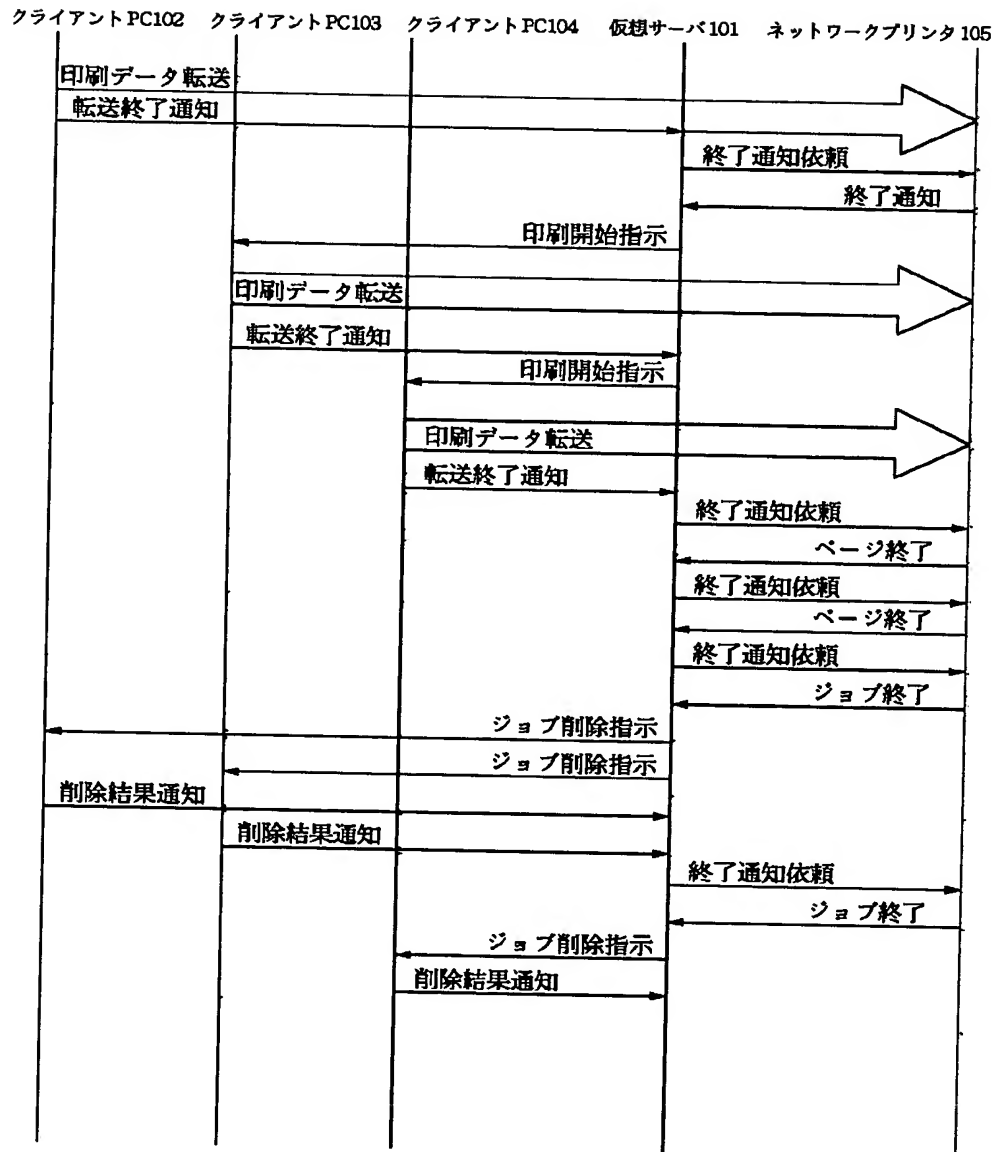 クライアントPC102 クライアントPC103 クライアントPC104 仮想サーバ101 ネットワークプリンタ105
印刷データ転送
転送終了通知
終了通知依頼
終了通知
印刷開始指示
印刷データ転送
転送終了通知
印刷開始指示
印刷データ転送
転送終了通知
終了通知依頼
ページ終了
終了通知依頼
ページ終了
終了通知依頼
ジョブ終了
ジョブ削除指示
ジョブ削除指示
削除結果通知
削除結果通知
終了通知依頼
ジョブ終了
ジョブ削除指示
削除結果通知